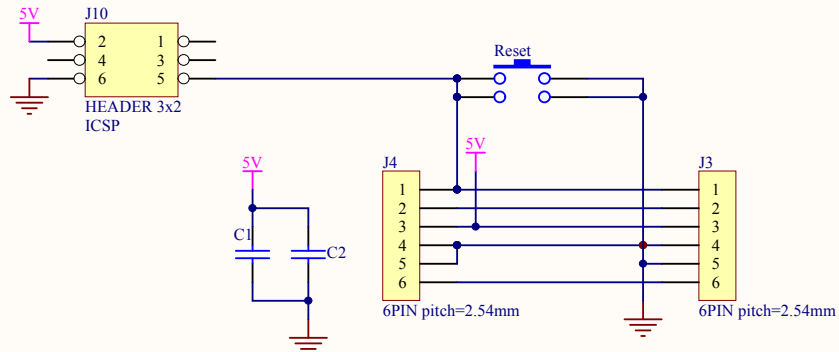 J10
5V
2 1
4 3
6 5
HEADER 3x2
ICSP
Reset
5V
5V
J4
J3
1 1
2 2
3 3
4 4
5 5
6 6
C1
C2
6PIN pitch=2.54mm
6PIN pitch=2.54mm